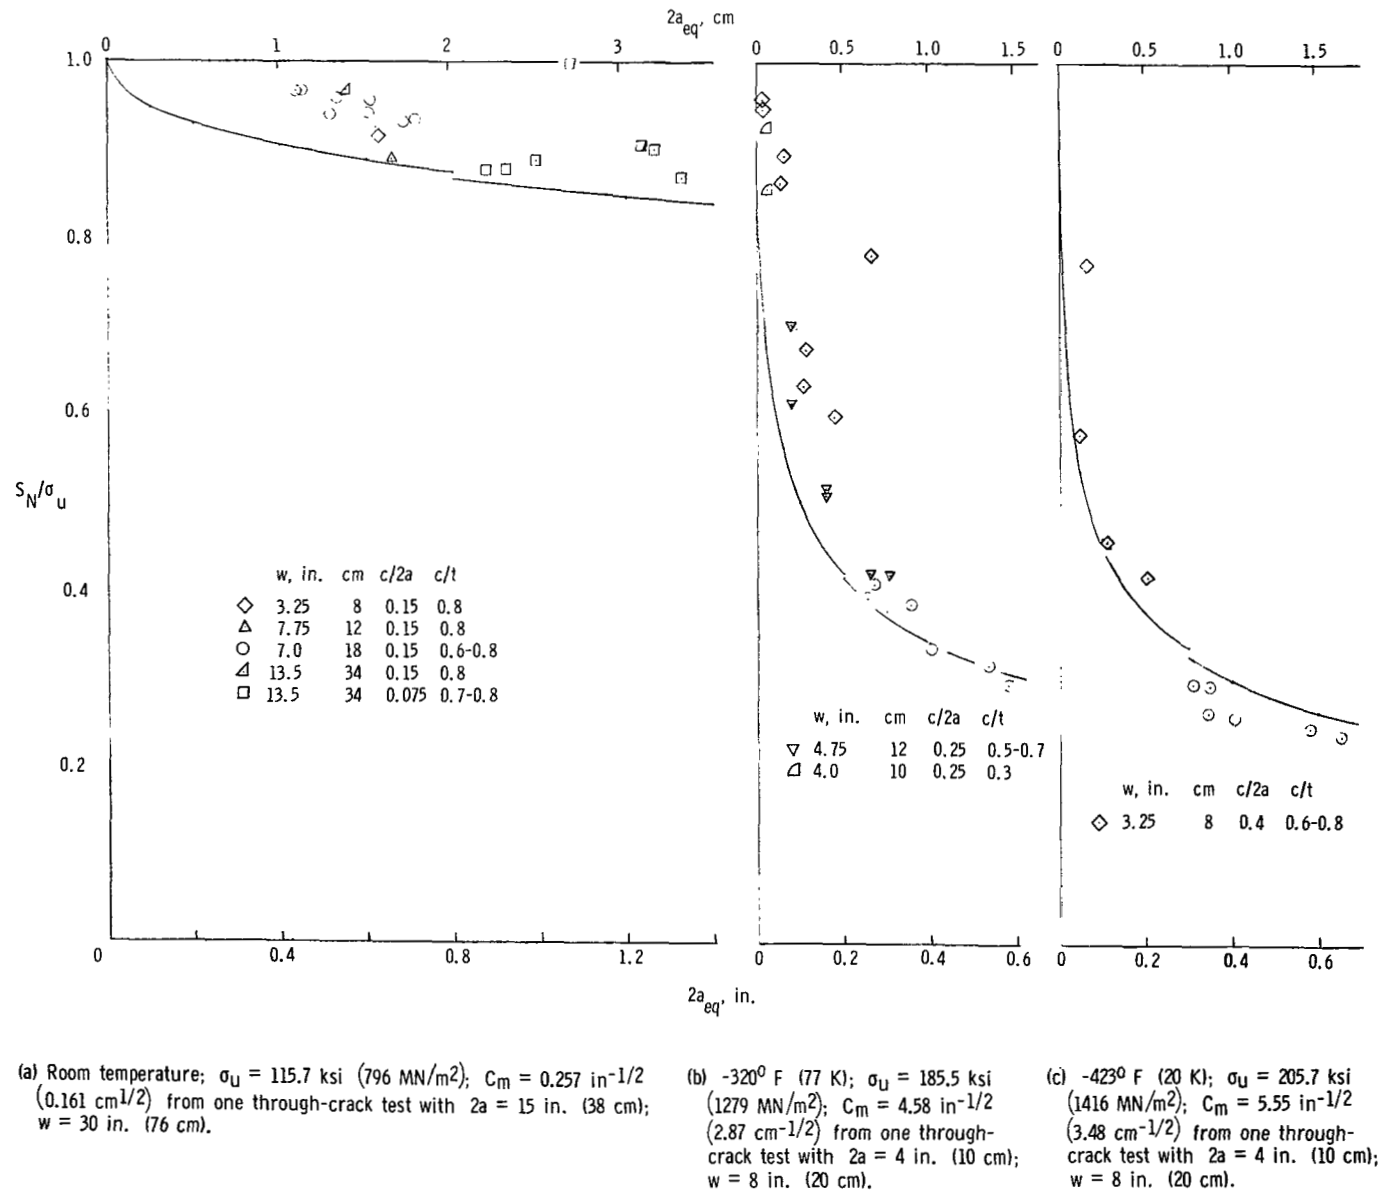 2a_eq, cm
0 1 2 3
0 0.5 1.0 1.5
0 0.5 1.0 1.5
1.0
0.8
0.6
S_N/σ_u
0.4
0.2
w, in. cm c/2a c/t
◇ 3.25 8 0.15 0.8
△ 7.75 12 0.15 0.8
○ 7.0 18 0.15 0.6-0.8
⊿ 13.5 34 0.15 0.8
□ 13.5 34 0.075 0.7-0.8
w, in. cm c/2a c/t
▽ 4.75 12 0.25 0.5-0.7
4.0 10 0.25 0.3
w, in. cm c/2a c/t
◇ 3.25 8 0.4 0.6-0.8
0 0.4 0.8 1.2
0 0.2 0.4 0.6
0 0.2 0.4 0.6
2a_eq, in.
(a) Room temperature; σ_u = 115.7 ksi (796 MN/m²); C_m = 0.257 in⁻¹/²
(0.161 cm¹/²) from one through-crack test with 2a = 15 in. (38 cm);
w = 30 in. (76 cm).
(b) -320⁰ F (77 K); σ_u = 185.5 ksi
(1279 MN/m²); C_m = 4.58 in⁻¹/²
(2.87 cm⁻¹/²) from one through-
crack test with 2a = 4 in. (10 cm);
w = 8 in. (20 cm).
(c) -423⁰ F (20 K); σ_u = 205.7 ksi
(1416 MN/m²); C_m = 5.55 in⁻¹/²
(3.48 cm⁻¹/²) from one through-
crack test with 2a = 4 in. (10 cm);
w = 8 in. (20 cm).